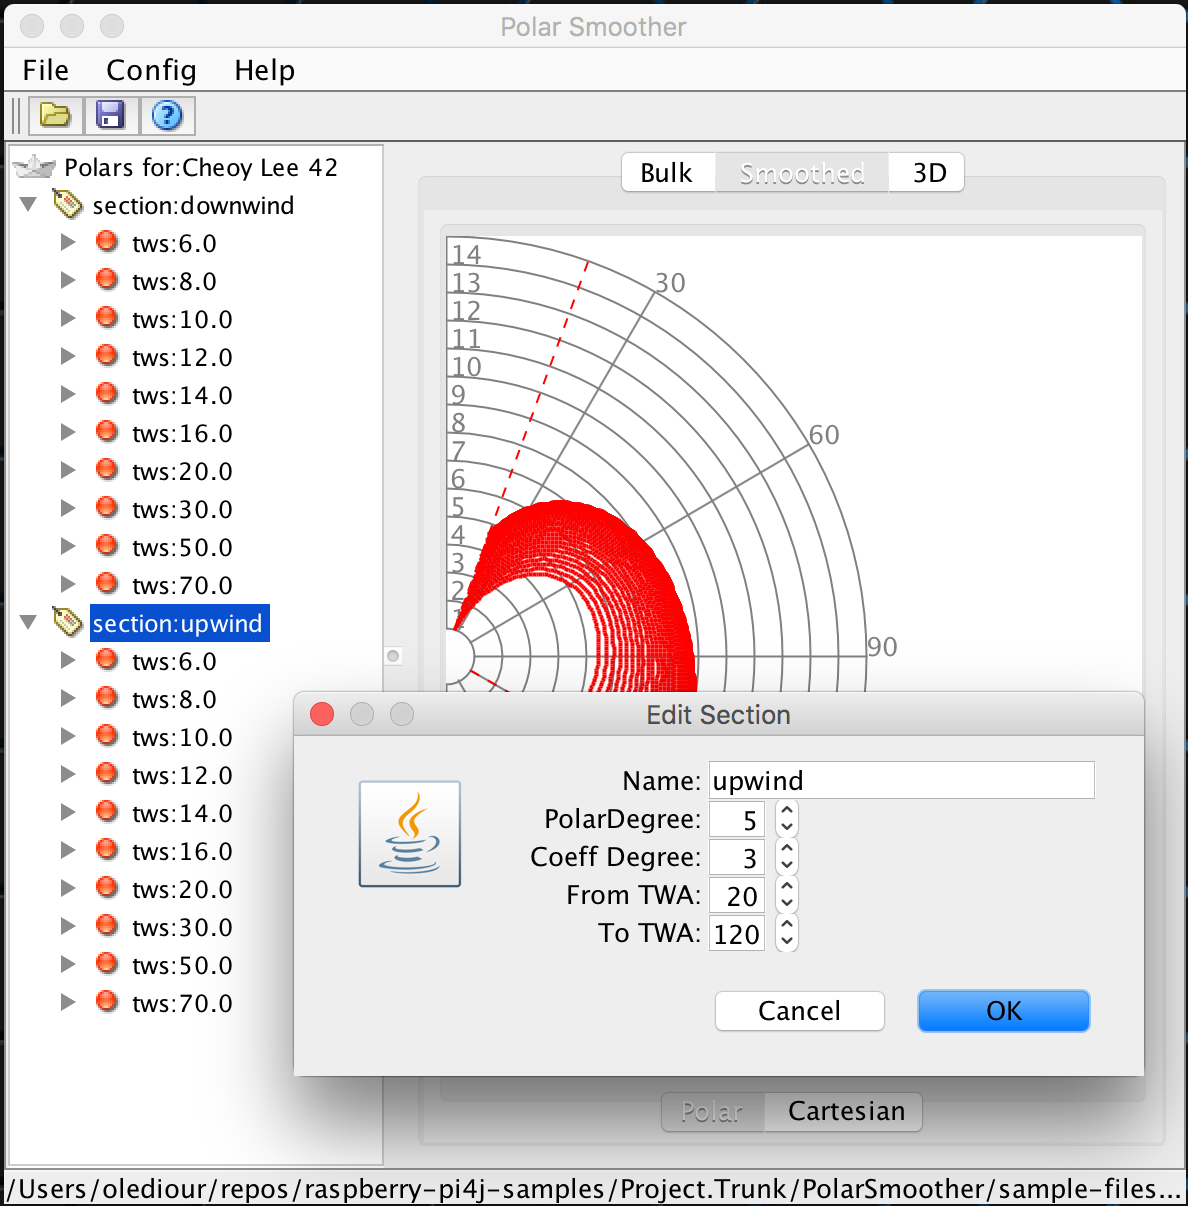 Polar Smoother
File Config Help
Polars for:Cheoy Lee 42
section:downwind
tws:6.0
tws:8.0
tws:10.0
tws:12.0
tws:14.0
tws:16.0
tws:20.0
tws:30.0
tws:50.0
tws:70.0
section:upwind
tws:6.0
tws:8.0
tws:10.0
tws:12.0
tws:14.0
tws:16.0
tws:20.0
tws:30.0
tws:50.0
tws:70.0
Bulk Smoothed 3D
14
13
12
11
10
9
8
7
6
5
4
3
2
1
30
60
90
Edit Section
Name: upwind
PolarDegree: 5
Coeff Degree: 3
From TWA: 20
To TWA: 120
Cancel OK
Polar Cartesian
/Users/olediour/repos/raspberry-pi4j-samples/Project.Trunk/PolarSmoother/sample-files...